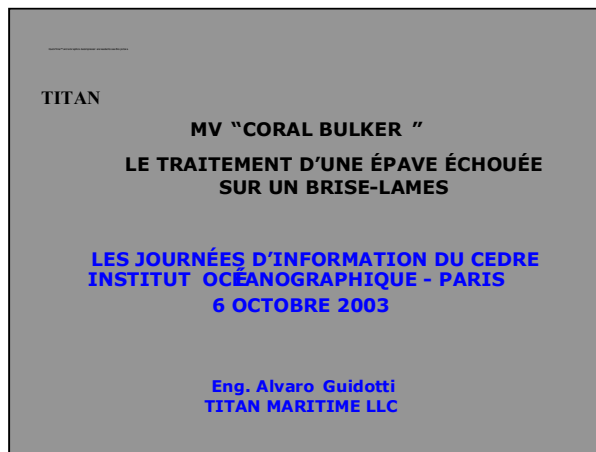 TITAN
MV “CORAL BULKER ”
LE TRAITEMENT D’UNE ÉPAVE ÉCHOUÉE
SUR UN BRISE-LAMES
LES JOURNÉES D’INFORMATION DU CEDRE
INSTITUT OCÉANOGRAPHIQUE - PARIS
6 OCTOBRE 2003
Eng. Alvaro Guidotti
TITAN MARITIME LLC